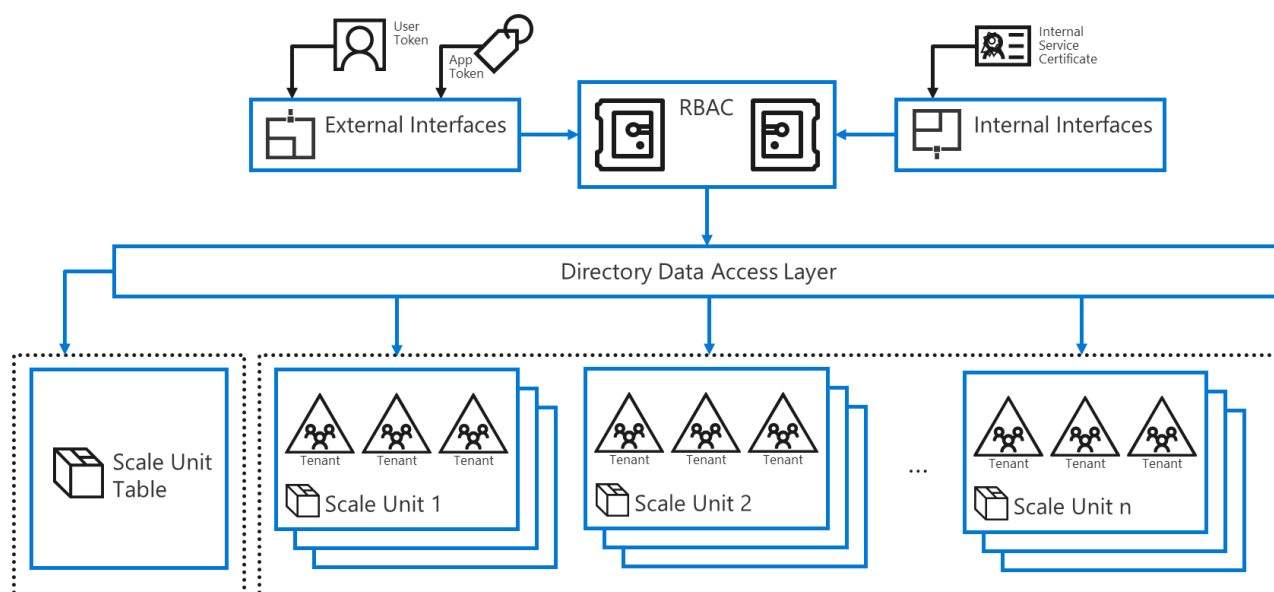 User
Token
App
Token
Internal
Service
Certificate
External Interfaces
RBAC
Internal Interfaces
Directory Data Access Layer
Scale Unit
Table
Tenant
Tenant
Tenant
Scale Unit 1
Tenant
Tenant
Tenant
Scale Unit 2
...
Tenant
Tenant
Tenant
Scale Unit n